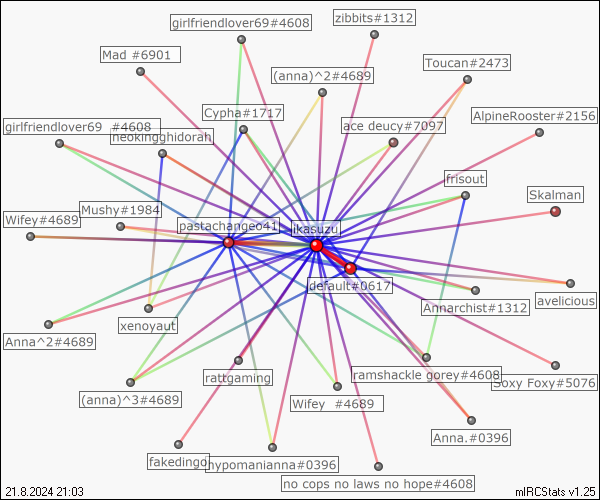 girlfriendlover69#4608
zibbits#1312
Mad #6901
(anna)^2#4689
Toucan#2473
Cypha#1717
AlpineRooster#2156
ace deucy#7097
girlfriendlover69  #4608
neokingghidorah
frisout
Skalman
Mushy#1984
Wifey#4689
pastachangeo41
ikasuzu
default#0617
Annarchist#1312
avelicious
xenoyaut
Anna^2#4689
rattgaming
ramshackle gorey#4608
Soxy Foxy#5076
(anna)^3#4689
Wifey  #4689
Anna.#0396
fakedingo
hypomanianna#0396
no cops no laws no hope#4608
21.8.2024 21:03
mIRCStats v1.25